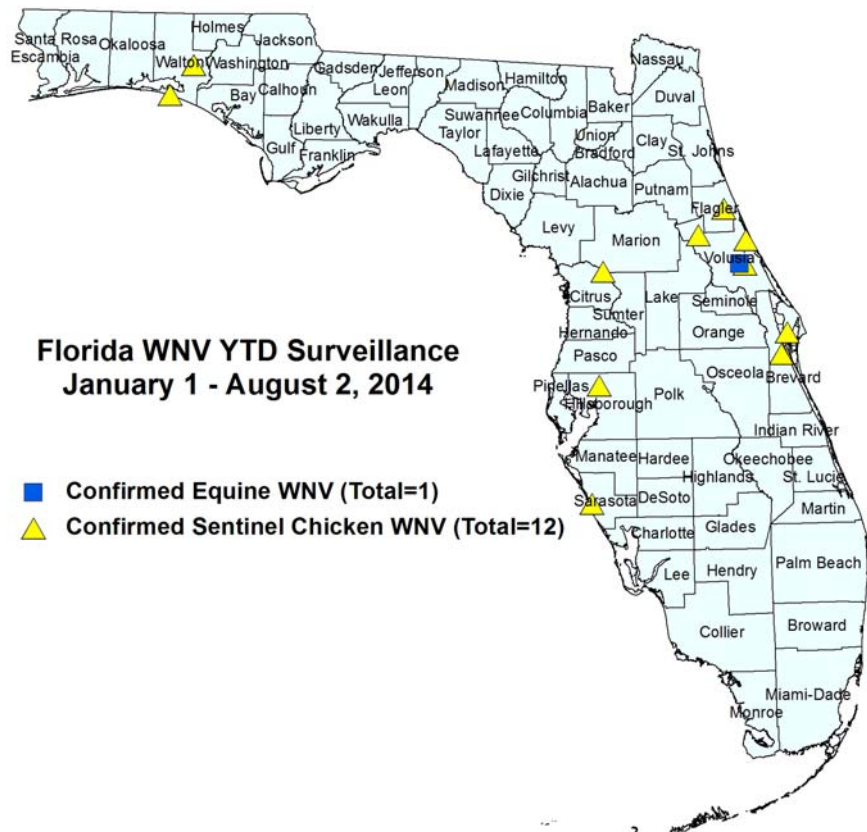 Holmes
Santa Rosa
Escambia
Okaloosa
Walton
Washington
Jackson
Bay
Calhoun
Gulf
Liberty
Franklin
Gadsden
Leon
Wakulla
Jefferson
Madison
Taylor
Hamilton
Suwannee
Lafayette
Dixie
Columbia
Gilchrist
Baker
Union
Bradford
Alachua
Levy
Nassau
Duval
Clay
St. Johns
Putnam
Flagler
Marion
Volusia
Citrus
Lake
Sumter
Seminole
Hernando
Orange
Pasco
Osceola
Brevard
Pinellas
Hillsborough
Polk
Indian River
Manatee
Hardee
Okeechobee
Highlands
St. Lucie
Sarasota
DeSoto
Martin
Charlotte
Glades
Lee
Hendry
Palm Beach
Collier
Broward
Miami-Dade
Monroe
Florida WNV YTD Surveillance
January 1 - August 2, 2014
Confirmed Equine WNV (Total=1)
Confirmed Sentinel Chicken WNV (Total=12)